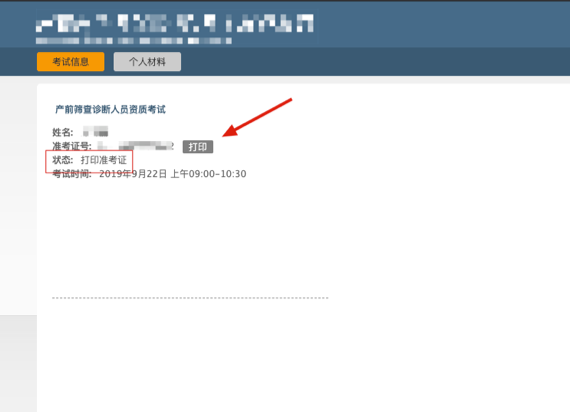 考试信息 个人材料
产前筛查诊断人员资质考试
姓名:
准考证号: 打印
状态: 打印准考证
考试时间: 2019年9月22日 上午09:00-10:30